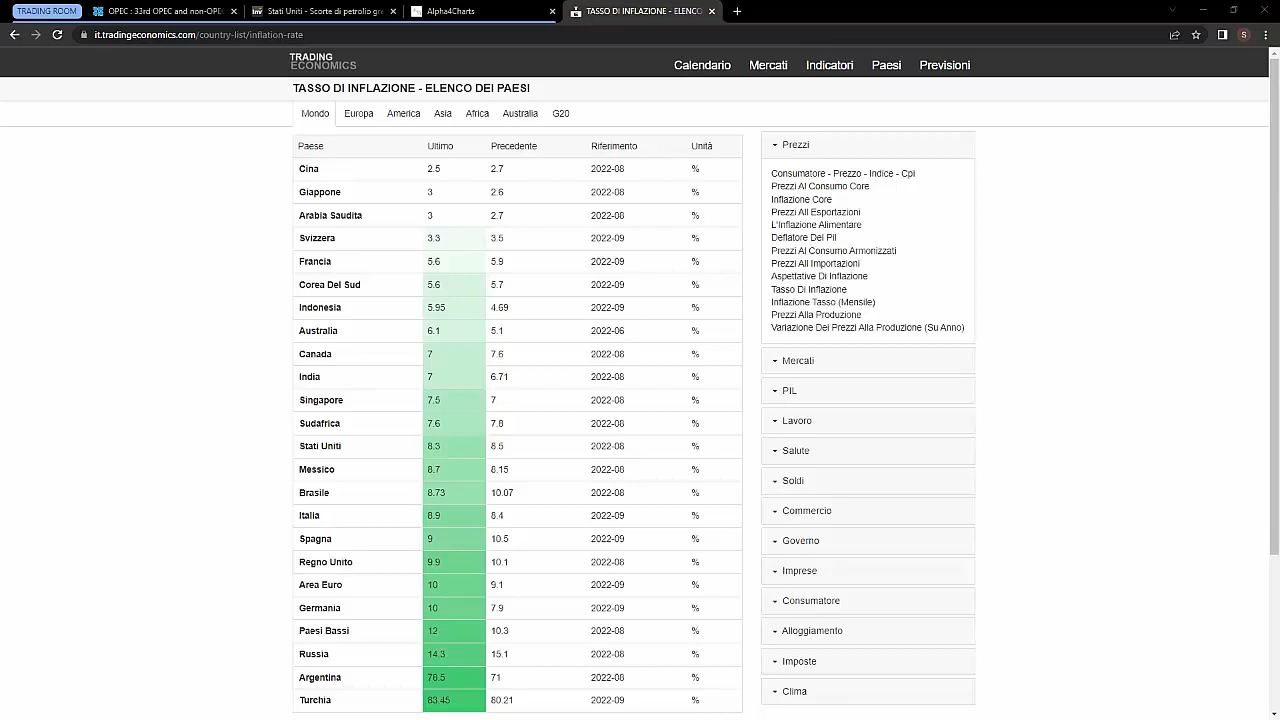 TRADING ROOM
OPEC : 33rd OPEC and non-OPEC
Stati Uniti - Scorte di petrolio gre
Alpha4Charts
TASSO DI INFLAZIONE - ELENCO
it.tradingeconomics.com/country-list/inflation-rate
TRADING
ECONOMICS
Calendario Mercati Indicatori Paesi Previsioni
TASSO DI INFLAZIONE - ELENCO DEI PAESI
Mondo Europa America Asia Africa Australia G20
Paese Ultimo Precedente Riferimento Unità
Cina 2.5 2.7 2022-08 %
Giappone 3 2.6 2022-08 %
Arabia Saudita 3 2.7 2022-08 %
Svizzera 3.3 3.5 2022-09 %
Francia 5.6 5.9 2022-09 %
Corea Del Sud 5.6 5.7 2022-09 %
Indonesia 5.95 4.69 2022-09 %
Australia 6.1 5.1 2022-06 %
Canada 7 7.6 2022-08 %
India 7 6.71 2022-08 %
Singapore 7.5 7 2022-08 %
Sudafrica 7.6 7.8 2022-08 %
Stati Uniti 8.3 8.5 2022-08 %
Messico 8.7 8.15 2022-08 %
Brasile 8.73 10.07 2022-08 %
Italia 8.9 8.4 2022-09 %
Spagna 9 10.5 2022-09 %
Regno Unito 9.9 10.1 2022-08 %
Area Euro 10 9.1 2022-09 %
Germania 10 7.9 2022-09 %
Paesi Bassi 12 10.3 2022-08 %
Russia 14.3 15.1 2022-08 %
Argentina 78.5 71 2022-08 %
Turchia 83.45 80.21 2022-09 %
Prezzi
Consumatore - Prezzo - Indice - Cpi
Prezzi Al Consumo Core
Inflazione Core
Prezzi All Esportazioni
L'Inflazione Alimentare
Deflatore Del Pil
Prezzi Al Consumo Armonizzati
Prezzi All Importazioni
Aspettative Di Inflazione
Tasso Di Inflazione
Inflazione Tasso (Mensile)
Prezzi Alla Produzione
Variazione Dei Prezzi Alla Produzione (Su Anno)
Mercati
PIL
Lavoro
Salute
Soldi
Commercio
Governo
Imprese
Consumatore
Alloggiamento
Imposte
Clima